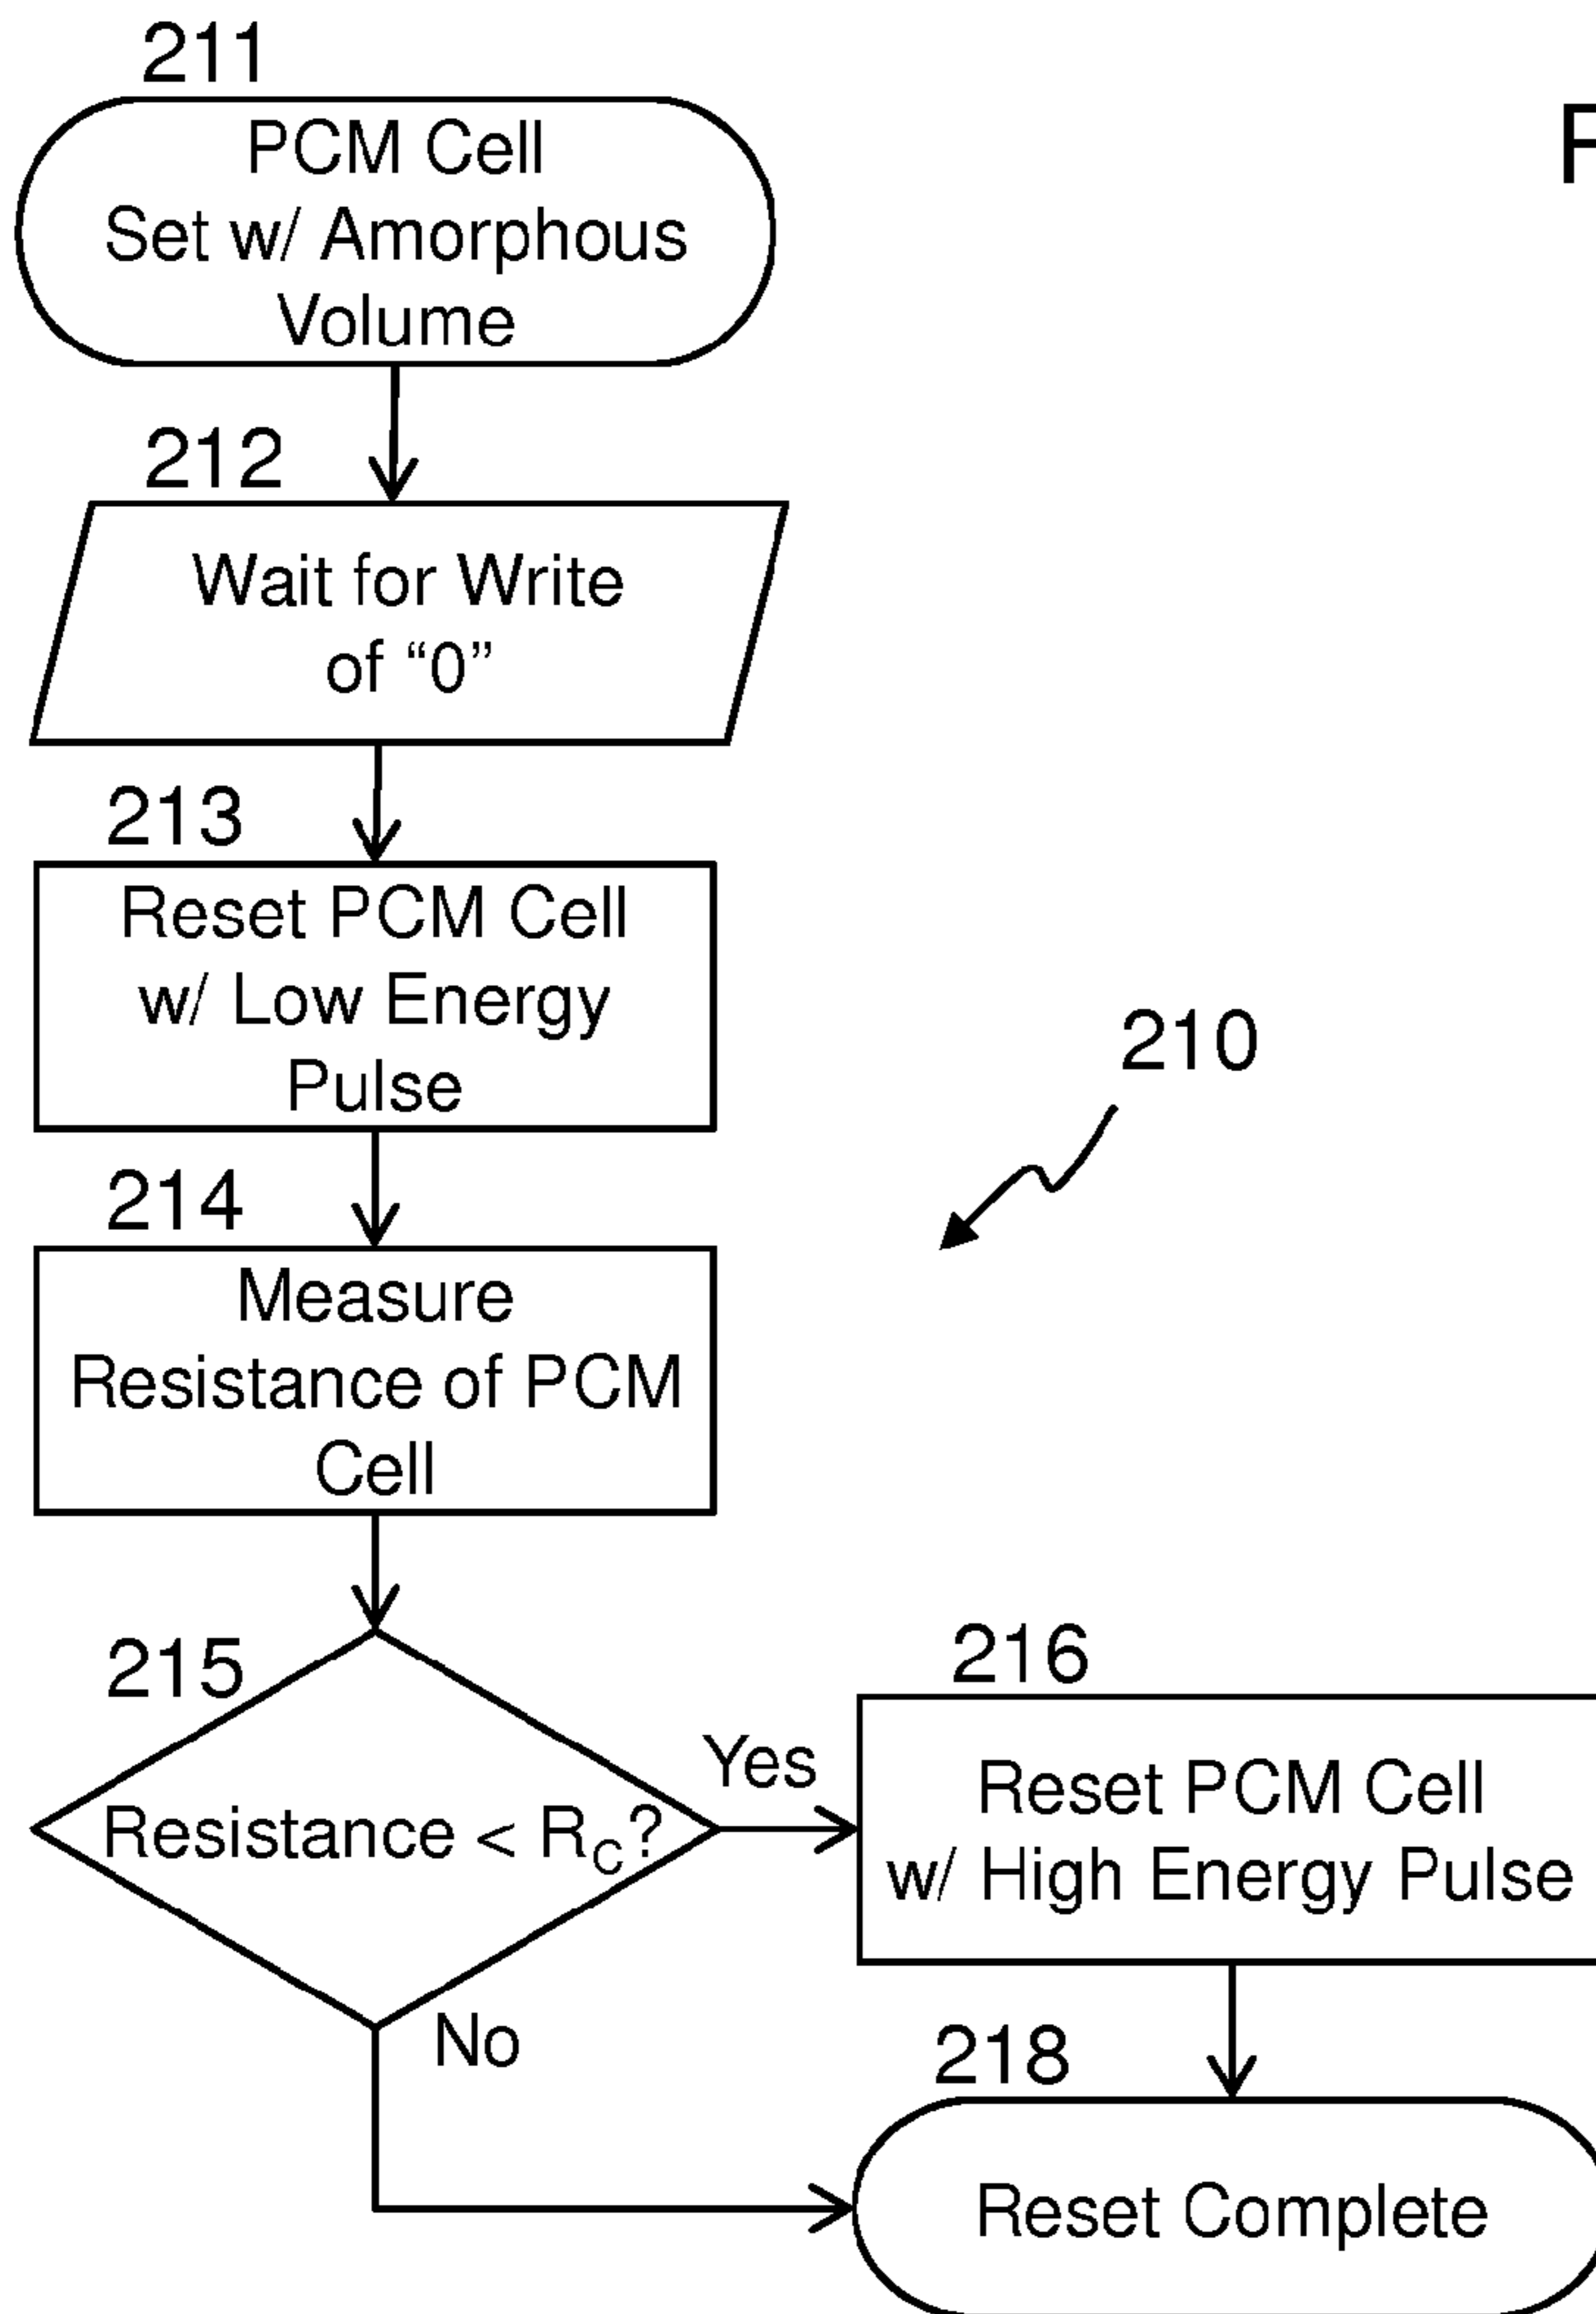 211
PCM Cell
Set w/ Amorphous
Volume
212
Wait for Write
of “0”
213
Reset PCM Cell
w/ Low Energy
Pulse
210
214
Measure
Resistance of PCM
Cell
215
Resistance < RC?
Yes
No
216
Reset PCM Cell
w/ High Energy Pulse
218
Reset Complete